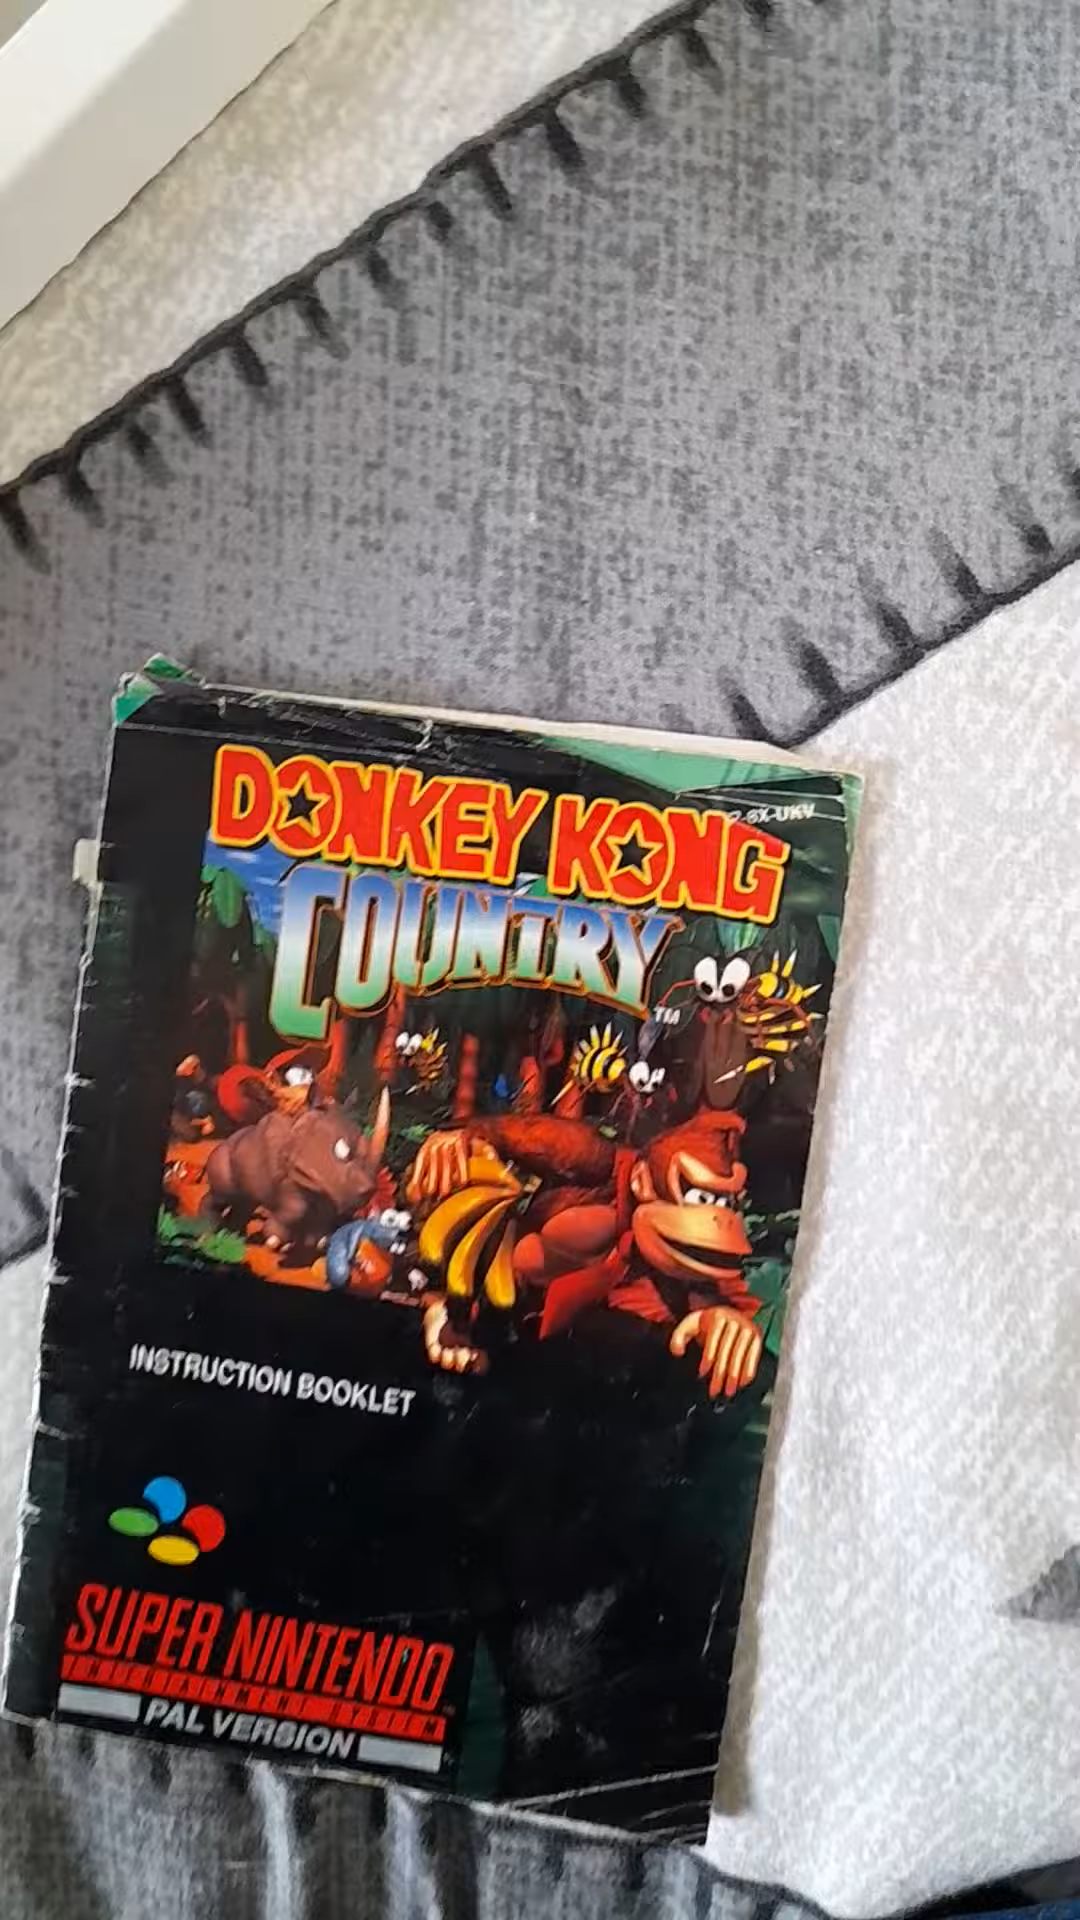 DONKEY KONG
COUNTRY
TM
INSTRUCTION BOOKLET
SUPER NINTENDO
ENTERTAINMENT SYSTEM
PAL VERSION